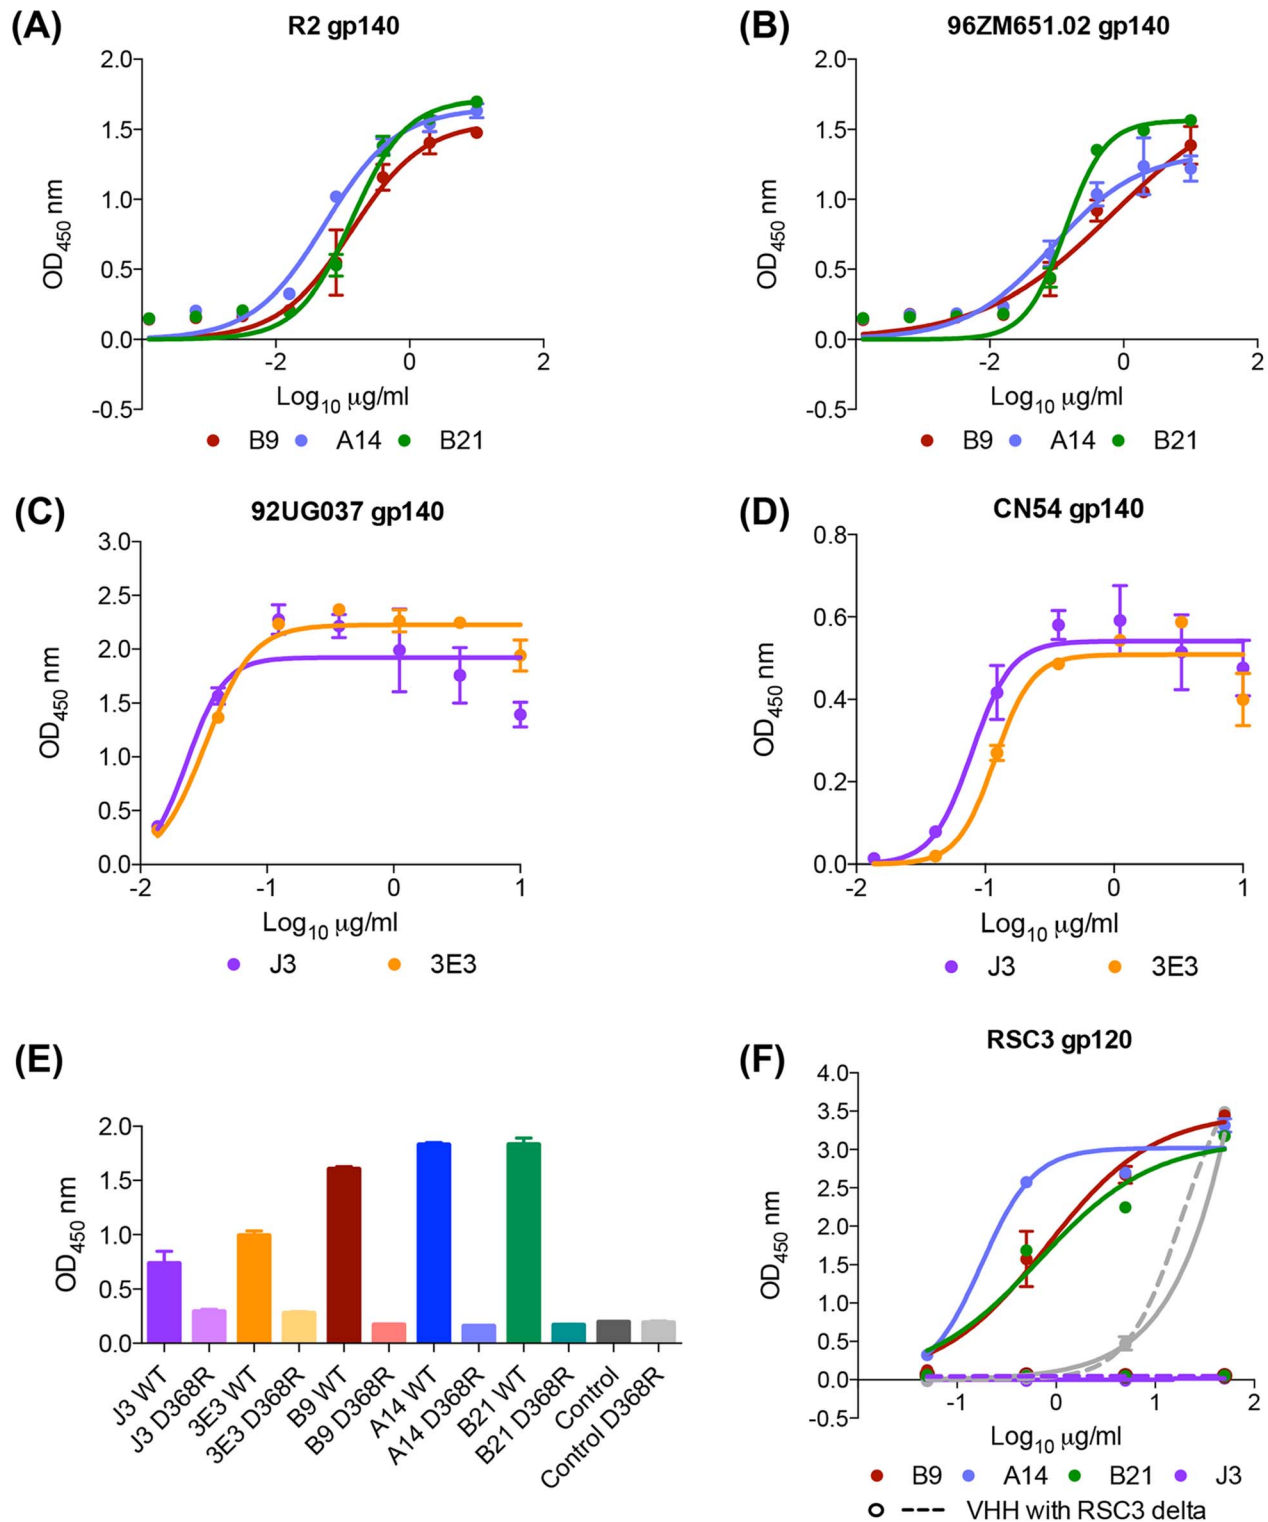 (A)
R2 gp140
2.0
1.5
1.0
0.5
0.0
-0.5
OD450 nm
-2 0 2
Log10 µg/ml
B9 A14 B21
(B)
96ZM651.02 gp140
2.0
1.5
1.0
0.5
0.0
-0.5
OD450 nm
-2 0 2
Log10 µg/ml
B9 A14 B21
(C)
92UG037 gp140
3.0
2.5
2.0
1.5
1.0
0.5
0.0
OD450 nm
-2 -1 0 1
Log10 µg/ml
J3 3E3
(D)
CN54 gp140
0.8
0.6
0.4
0.2
0.0
OD450 nm
-2 -1 0 1
Log10 µg/ml
J3 3E3
(E)
2.0
1.5
1.0
0.5
0.0
OD450 nm
J3 WT
J3 D368R
3E3 WT
3E3 D368R
B9 WT
B9 D368R
A14 WT
A14 D368R
B21 WT
B21 D368R
Control
Control D368R
(F)
RSC3 gp120
4.0
3.5
3.0
2.5
2.0
1.5
1.0
0.5
0.0
-0.5
OD450 nm
-1 0 1 2
Log10 µg/ml
B9 A14 B21 J3
VHH with RSC3 delta